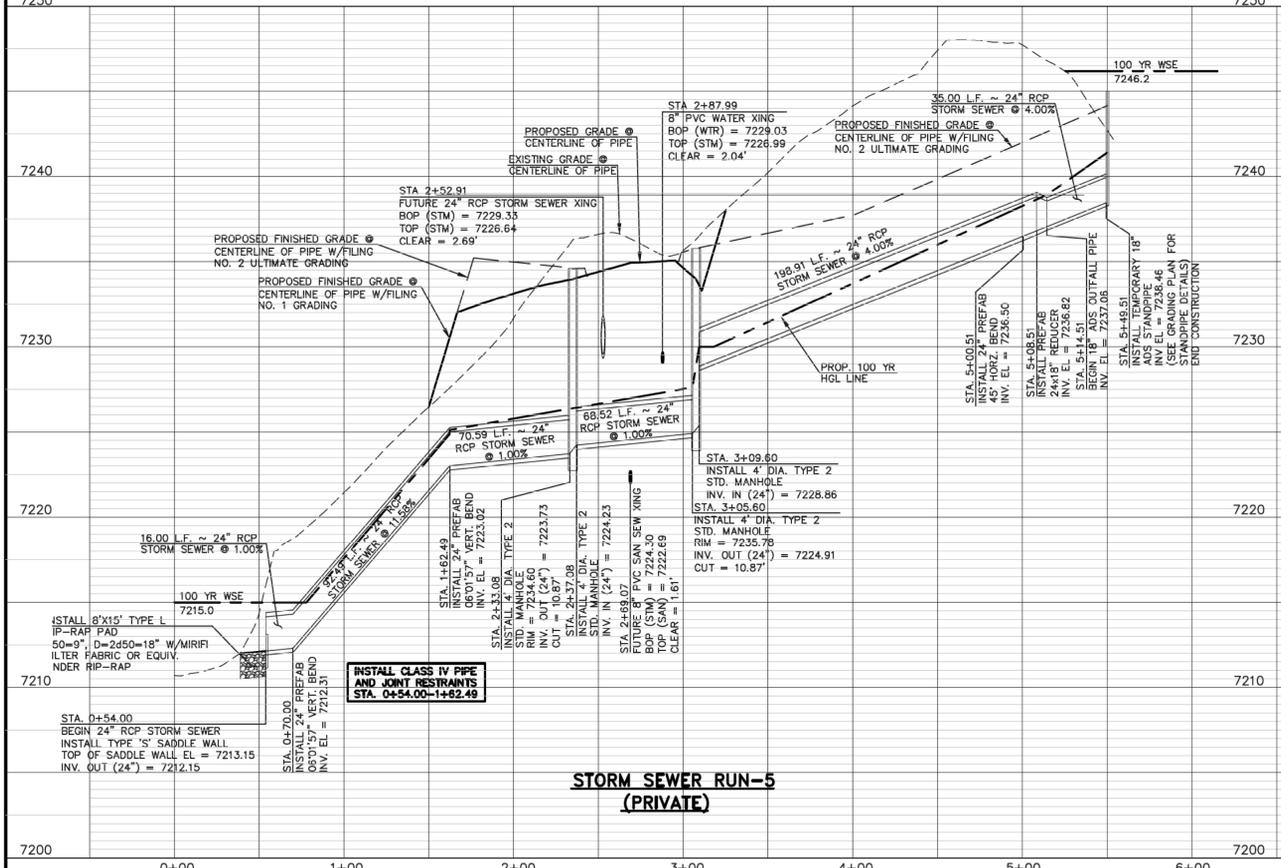 7250
7250
100 YR WSE
7246.2
35.00 L.F. ~ 24" RCP
STORM SEWER @ 4.00%
STA 2+87.99
8" PVC WATER XING
BOP (WTR) = 7229.03
TOP (STM) = 7226.99
CLEAR = 2.04'
PROPOSED FINISHED GRADE @
CENTERLINE OF PIPE W/FILING
NO. 2 ULTIMATE GRADING
PROPOSED GRADE @
CENTERLINE OF PIPE
EXISTING GRADE @
CENTERLINE OF PIPE
7240
7240
STA 2+52.91
FUTURE 24" RCP STORM SEWER XING
BOP (STM) = 7229.33
TOP (STM) = 7226.64
CLEAR = 2.69'
PROPOSED FINISHED GRADE @
CENTERLINE OF PIPE W/FILING
NO. 2 ULTIMATE GRADING
PROPOSED FINISHED GRADE @
CENTERLINE OF PIPE W/FILING
NO. 1 GRADING
198.91 L.F. ~ 24" RCP
STORM SEWER @ 4.00%
7230
7230
PROP. 100 YR
HGL LINE
STA. 5+00.51
INSTALL 24" PREFAB
45° HORZ. BEND
INV. EL = 7236.50
STA. 5+08.51
INSTALL PREFAB
24x18" REDUCER
INV. EL = 7236.82
STA. 5+14.51
BEGIN 18" ADS OUTFALL PIPE
INV. EL = 7237.06
STA. 5+49.51
INSTALL TEMPORARY 18"
ADS STANDPIPE
INV EL = 7238.46
(SEE GRADING PLAN FOR
STANDPIPE DETAILS)
END CONSTRUCTION
70.59 L.F. ~ 24"
RCP STORM SEWER
@ 1.00%
68.52 L.F. ~ 24"
RCP STORM SEWER
@ 1.00%
92.49 L.F. ~ 24" RCP
STORM SEWER @ 11.58%
STA. 3+09.60
INSTALL 4' DIA. TYPE 2
STD. MANHOLE
INV. IN (24") = 7228.86
STA. 3+05.60
INSTALL 4' DIA. TYPE 2
STD. MANHOLE
RIM = 7235.78
INV. OUT (24") = 7224.91
CUT = 10.87'
7220
7220
16.00 L.F. ~ 24" RCP
STORM SEWER @ 1.00%
STA. 1+62.49
INSTALL 24" PREFAB
06°01'57" VERT. BEND
INV. EL = 7223.02
STA. 2+33.08
INSTALL 4' DIA. TYPE 2
STD. MANHOLE
RIM = 7234.60
INV. OUT (24") = 7223.73
CUT = 10.87'
STA. 2+37.08
INSTALL 4' DIA. TYPE 2
STD. MANHOLE
INV. IN (24") = 7224.23
STA. 2+69.07
FUTURE 8" PVC SAN SEW XING
BOP (STM) = 7224.30
TOP (SAN) = 7222.69
CLEAR = 1.61'
100 YR WSE
7215.0
NSTALL 8'X15' TYPE L
IP-RAP PAD
50=9", D=2d50=18" W/MIRIFI
ILTER FABRIC OR EQUIV.
NDER RIP-RAP
7210
7210
INSTALL CLASS IV PIPE
AND JOINT RESTRAINTS
STA. 0+54.00-1+62.49
STA. 0+54.00
BEGIN 24" RCP STORM SEWER
INSTALL TYPE 'S' SADDLE WALL
TOP OF SADDLE WALL EL = 7213.15
INV. OUT (24") = 7212.15
STA. 0+70.00
INSTALL 24" PREFAB
06°01'57" VERT. BEND
INV. EL = 7212.31
STORM SEWER RUN-5
(PRIVATE)
7200
7200
0+00
1+00
2+00
3+00
4+00
5+00
6+00